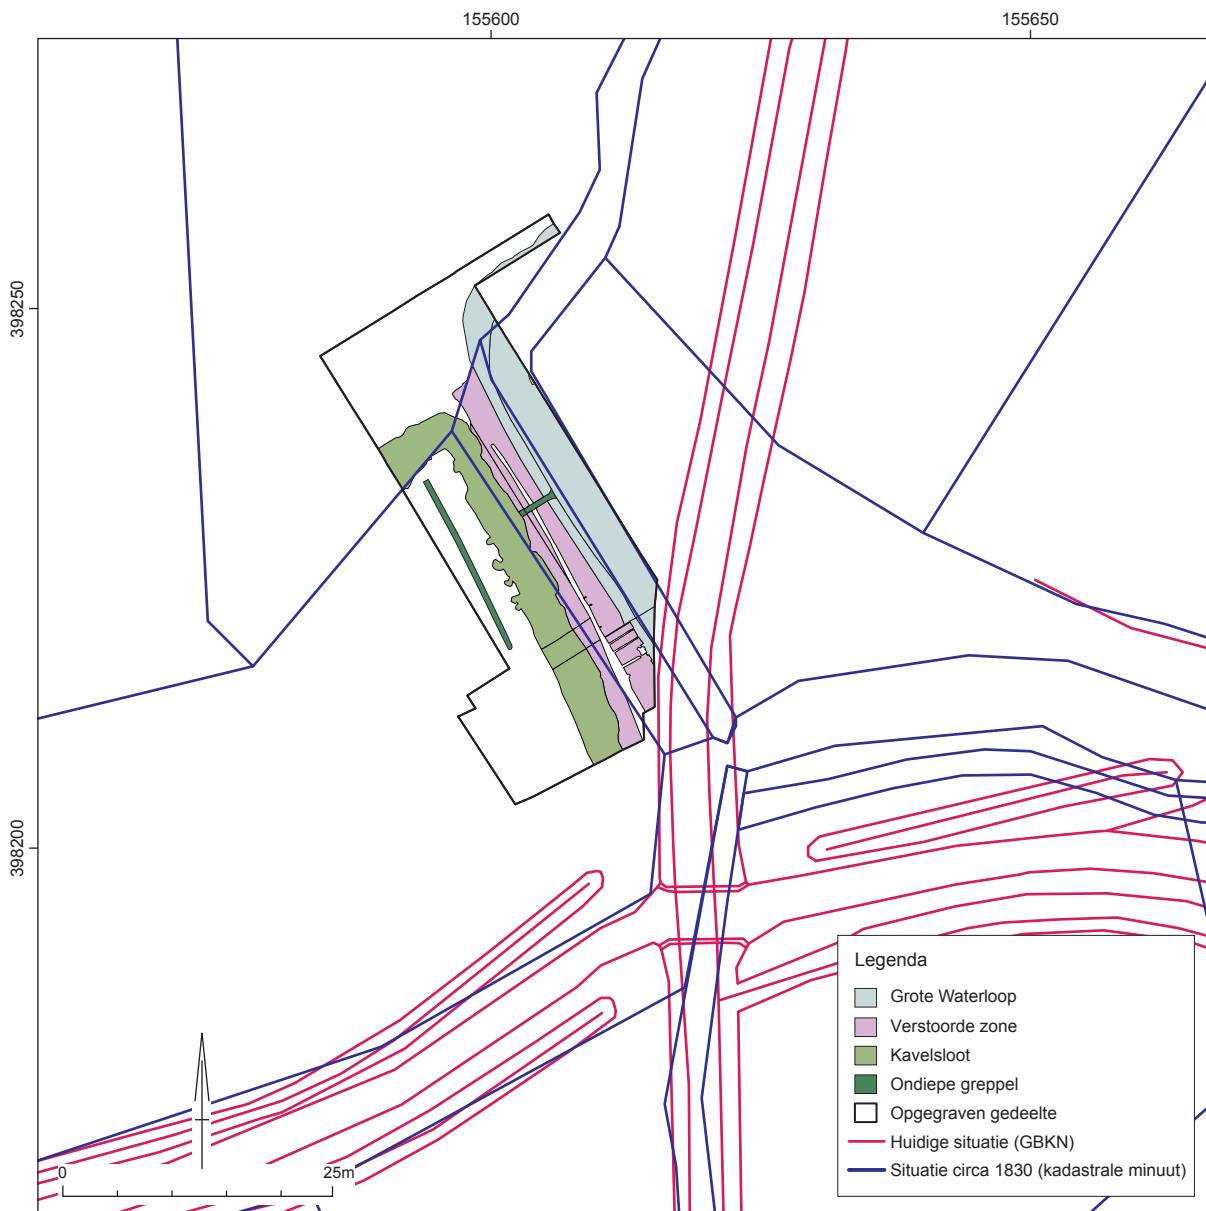 155600
155650
398250
398200
Legenda
Grote Waterloop
Verstoorde zone
Kavelsloot
Ondiepe greppel
Opgegraven gedeelte
Huidige situatie (GBKN)
Situatie circa 1830 (kadastrale minuut)
0
25m